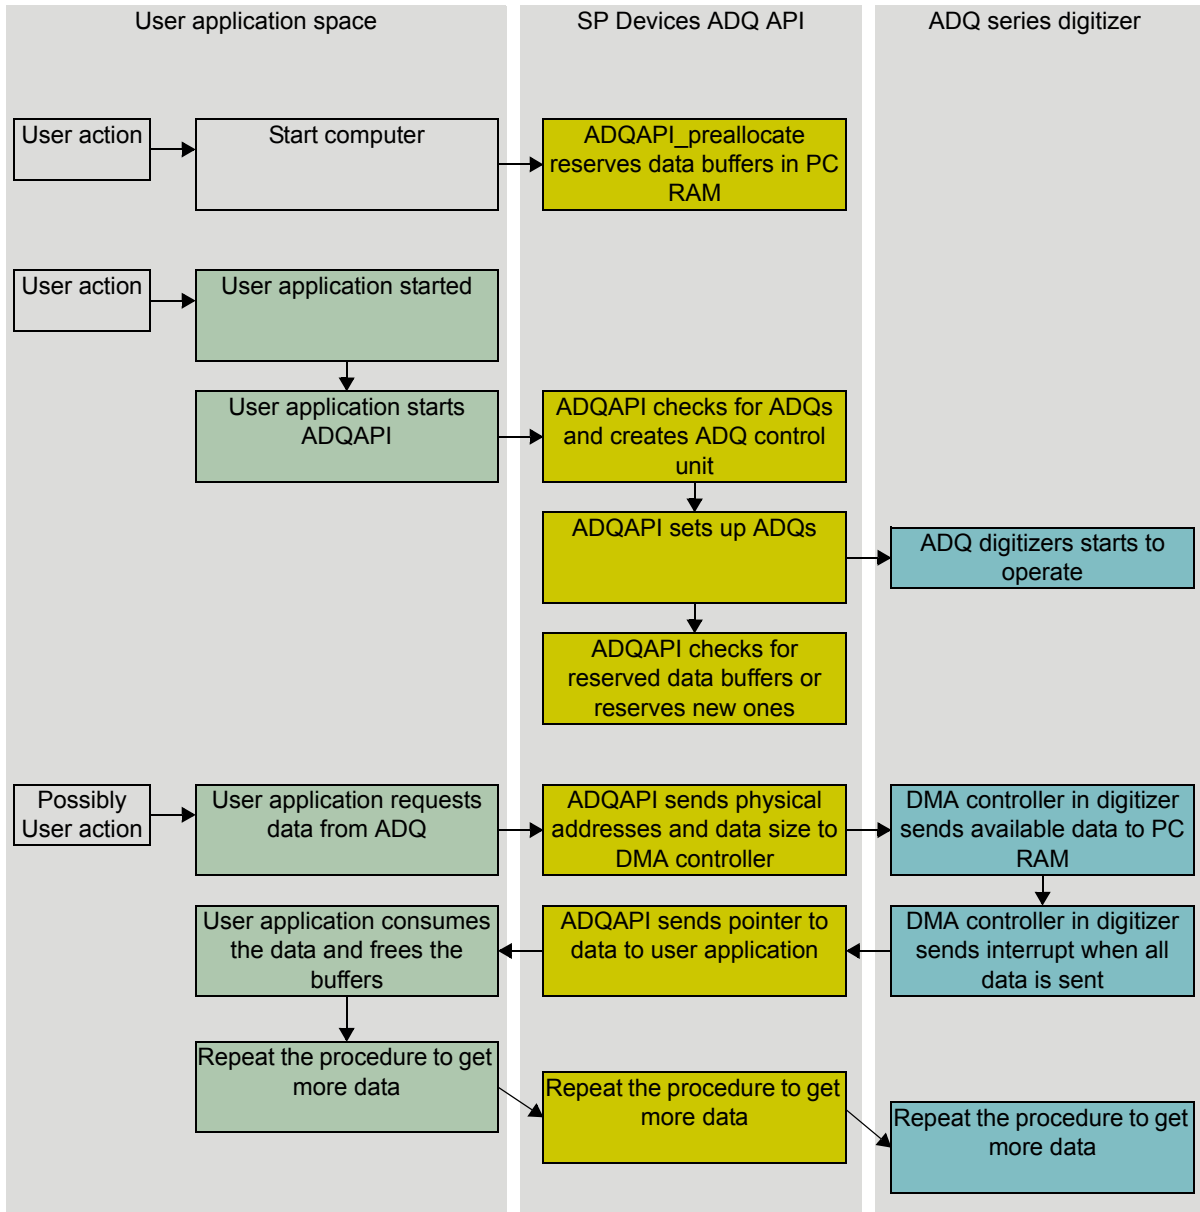 User application space
SP Devices ADQ API
ADQ series digitizer
User action
Start computer
ADQAPI_preallocate
reserves data buffers in PC
RAM
User action
User application started
User application starts
ADQAPI
ADQAPI checks for ADQs
and creates ADQ control
unit
ADQAPI sets up ADQs
ADQ digitizers starts to
operate
ADQAPI checks for
reserved data buffers or
reserves new ones
Possibly
User action
User application requests
data from ADQ
ADQAPI sends physical
addresses and data size to
DMA controller
DMA controller in digitizer
sends available data to PC
RAM
User application consumes
the data and frees the
buffers
ADQAPI sends pointer to
data to user application
DMA controller in digitizer
sends interrupt when all
data is sent
Repeat the procedure to get
more data
Repeat the procedure to get
more data
Repeat the procedure to get
more data